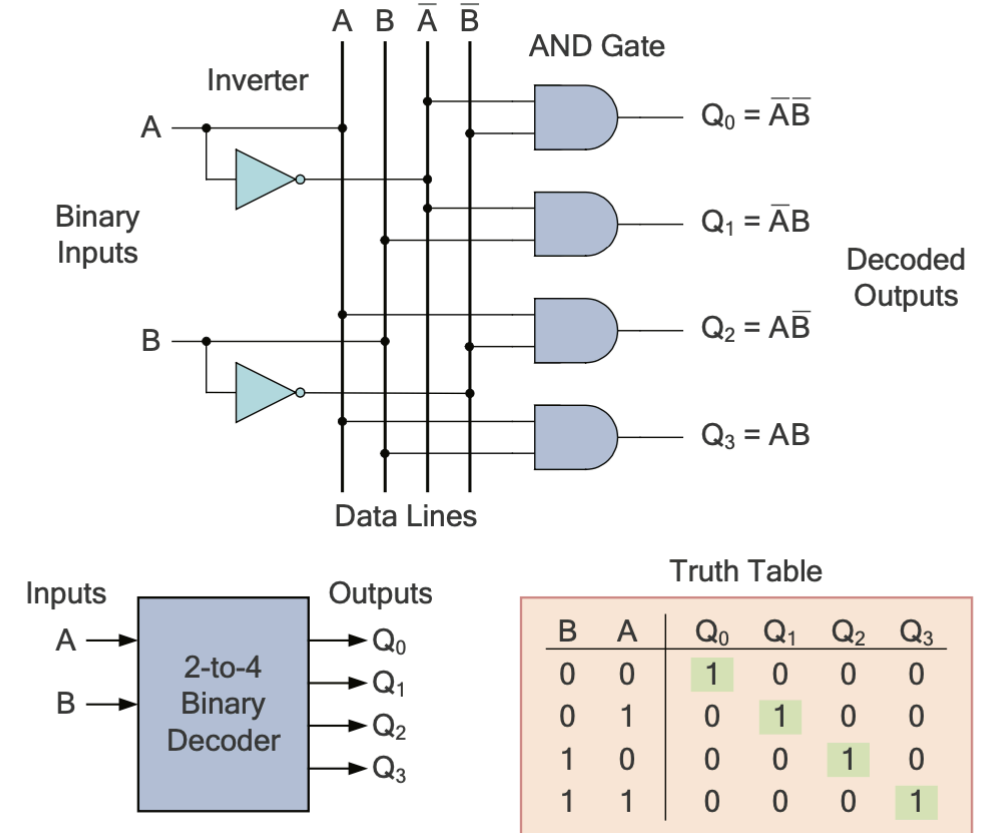 A B A̅ B̅
AND Gate
Inverter
A
Q₀ = A̅B̅
Binary
Inputs
Q₁ = A̅B
Decoded
Outputs
B
Q₂ = AB̅
Q₃ = AB
Data Lines
Inputs
Outputs
A
B
2-to-4
Binary
Decoder
Q₀
Q₁
Q₂
Q₃
Truth Table
B A Q₀ Q₁ Q₂ Q₃
0 0 1 0 0 0
0 1 0 1 0 0
1 0 0 0 1 0
1 1 0 0 0 1